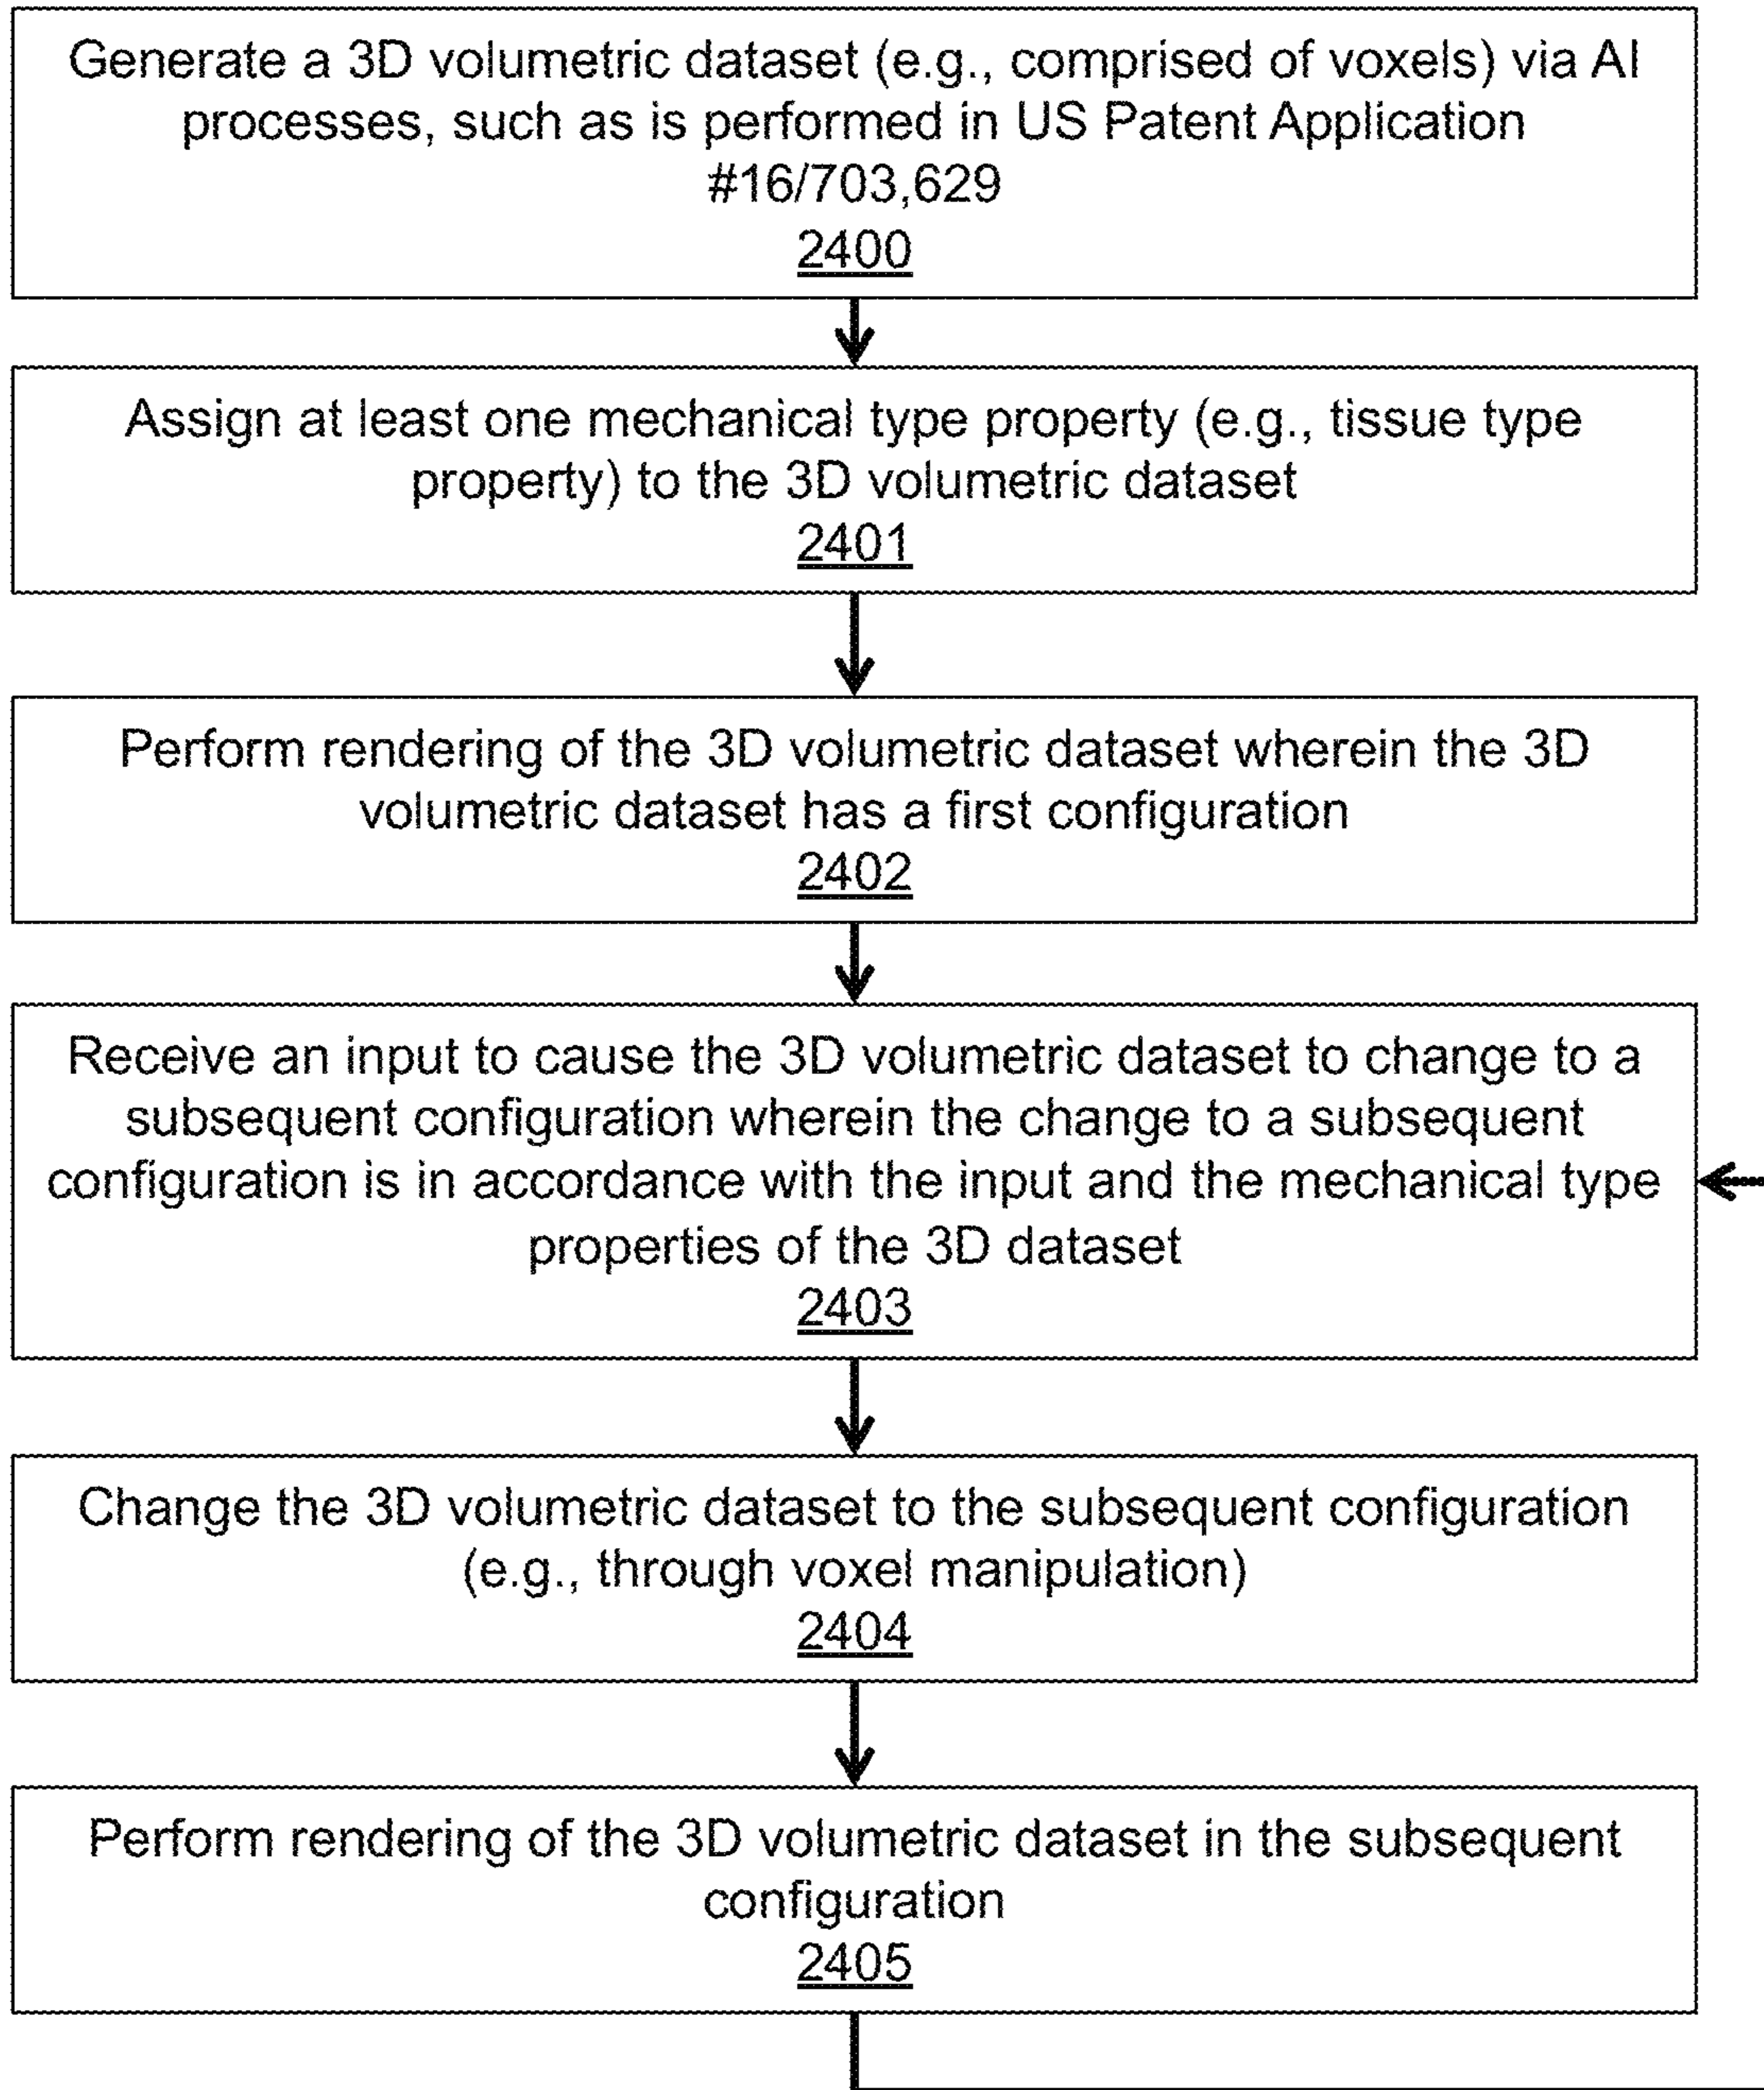 Generate a 3D volumetric dataset (e.g., comprised of voxels) via AI
processes, such as is performed in US Patent Application
#16/703,629
2400
Assign at least one mechanical type property (e.g., tissue type
property) to the 3D volumetric dataset
2401
Perform rendering of the 3D volumetric dataset wherein the 3D
volumetric dataset has a first configuration
2402
Receive an input to cause the 3D volumetric dataset to change to a
subsequent configuration wherein the change to a subsequent
configuration is in accordance with the input and the mechanical type
properties of the 3D dataset
2403
Change the 3D volumetric dataset to the subsequent configuration
(e.g., through voxel manipulation)
2404
Perform rendering of the 3D volumetric dataset in the subsequent
configuration
2405